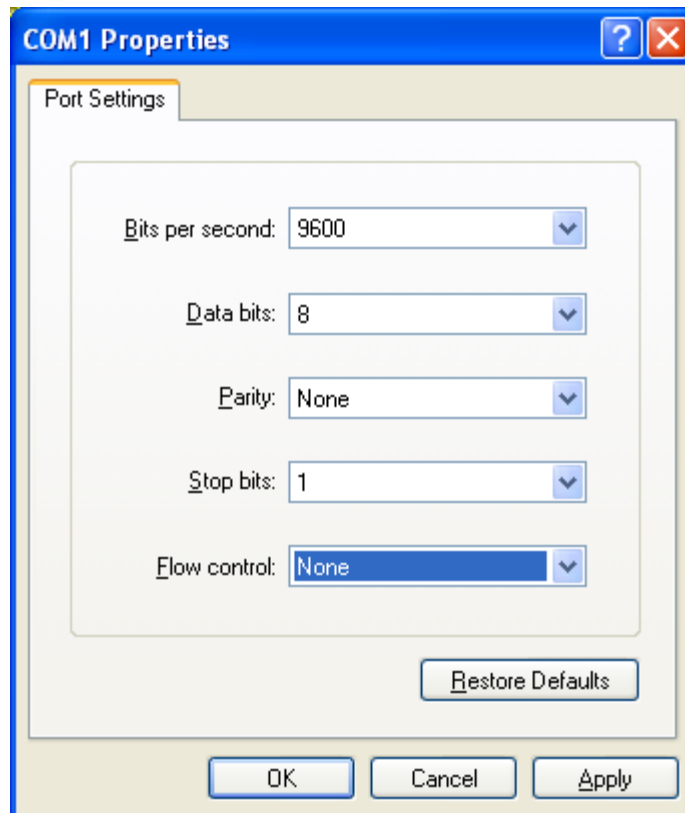 COM1 Properties
Port Settings
Bits per second: 9600
Data bits: 8
Parity: None
Stop bits: 1
Flow control: None
Restore Defaults
OK Cancel Apply